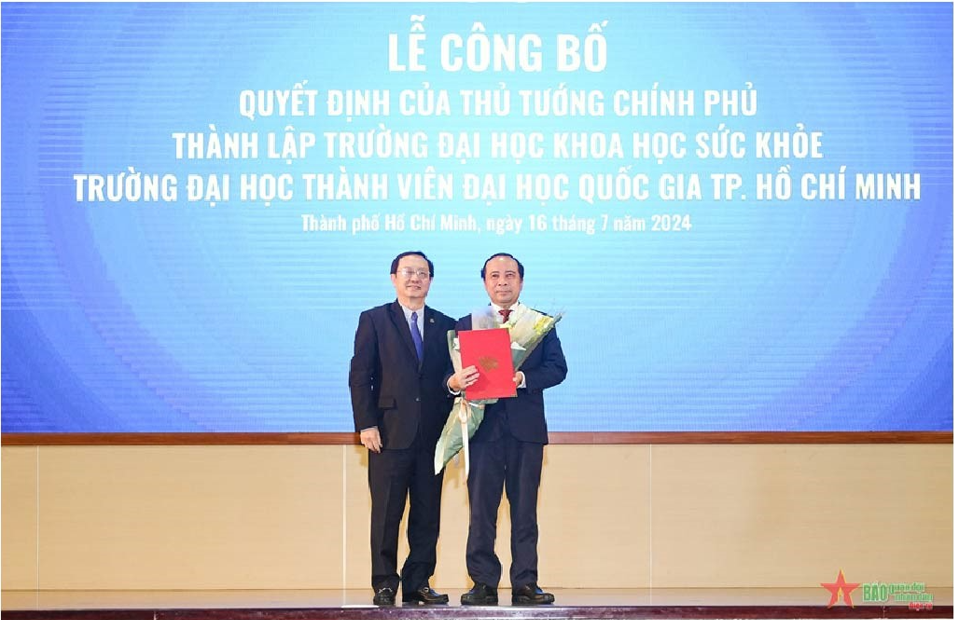 LỄ CÔNG BỐ
QUYẾT ĐỊNH CỦA THỦ TƯỚNG CHÍNH PHỦ
THÀNH LẬP TRƯỜNG ĐẠI HỌC KHOA HỌC SỨC KHỎE
TRƯỜNG ĐẠI HỌC THÀNH VIÊN ĐẠI HỌC QUỐC GIA TP. HỒ CHÍ MINH
Thành phố Hồ Chí Minh, ngày 16 tháng 7 năm 2024
BÁO